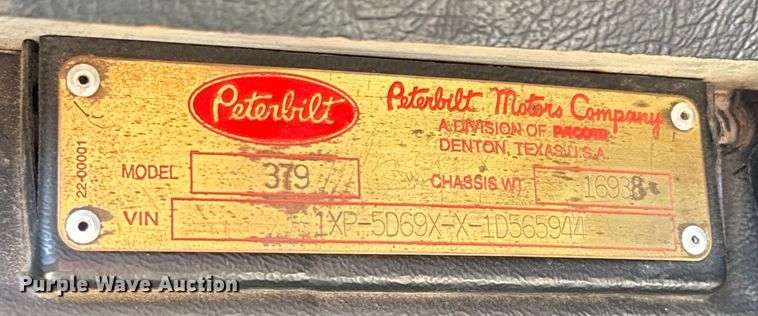 Peterbilt
Peterbilt Motors Company
A DIVISION OF PACCAR
DENTON, TEXAS U.S.A.
22-00001
MODEL 379
CHASSIS WT. 16938
VIN 1XP-5D69X-X-1D565944
Purple Wave Auction